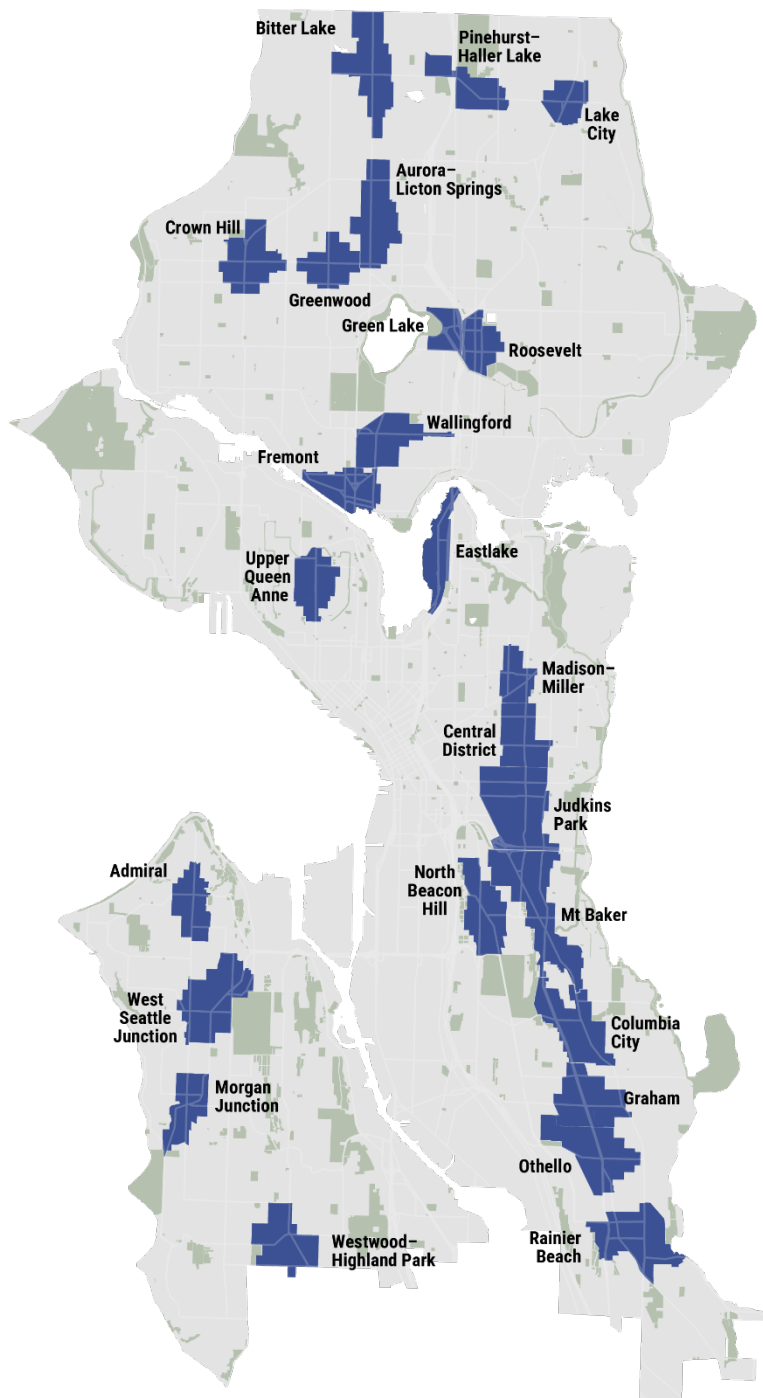 Bitter Lake
Pinehurst–
Haller Lake
Lake
City
Aurora–
Licton Springs
Crown Hill
Greenwood
Green Lake
Roosevelt
Wallingford
Fremont
Eastlake
Upper
Queen
Anne
Madison–
Miller
Central
District
Judkins
Park
Admiral
North
Beacon
Hill
Mt Baker
West
Seattle
Junction
Columbia
City
Morgan
Junction
Graham
Othello
Rainier
Beach
Westwood–
Highland Park